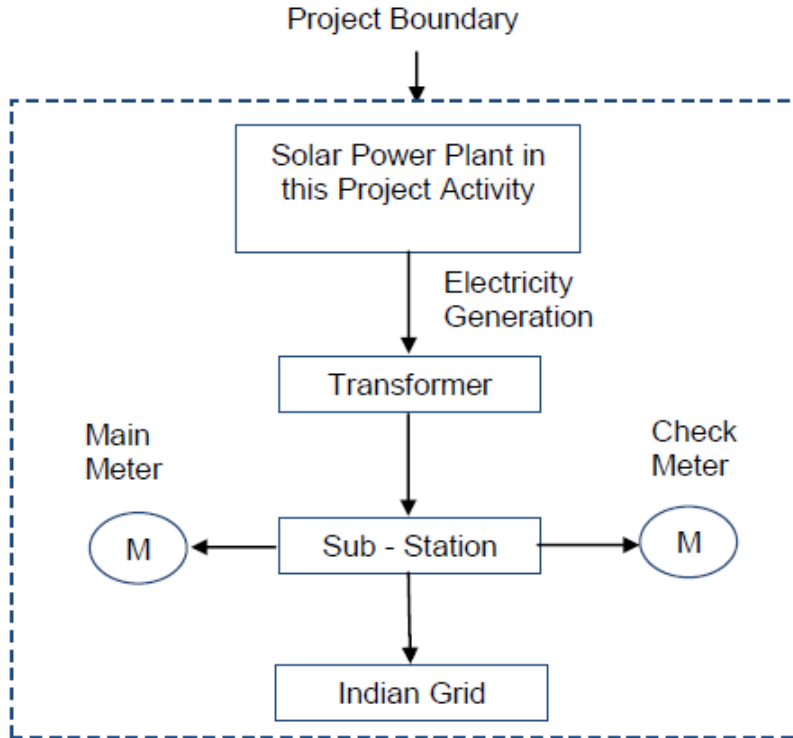 Project Boundary
Solar Power Plant in
this Project Activity
Electricity
Generation
Transformer
Main
Meter
Check
Meter
M
Sub - Station
M
Indian Grid